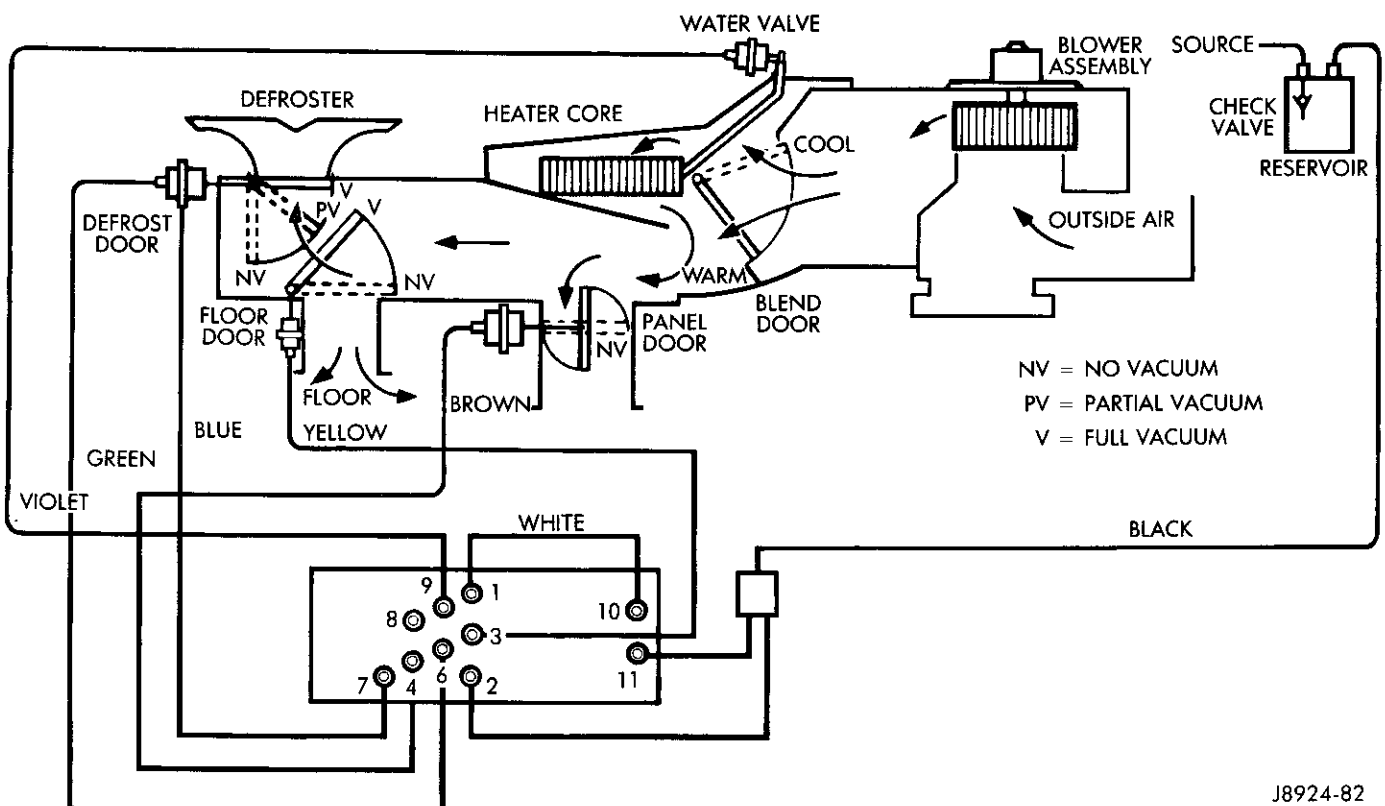 WATER VALVE
BLOWER
ASSEMBLY
SOURCE
DEFROSTER
HEATER CORE
CHECK
VALVE
RESERVOIR
COOL
V
PV
V
DEFROST
DOOR
OUTSIDE AIR
NV
NV
WARM
BLEND
DOOR
FLOOR
DOOR
PANEL
DOOR
NV
FLOOR
BROWN
NV = NO VACUUM
PV = PARTIAL VACUUM
V = FULL VACUUM
BLUE
YELLOW
GREEN
VIOLET
WHITE
BLACK
9
1
8
10
3
7
4
6
2
11
J8924-82